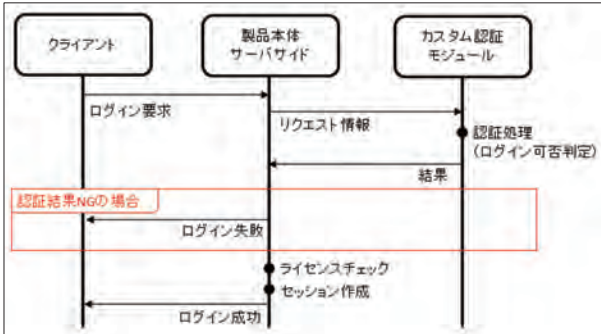 クライアント
製品本体
サーバサイド
カスタム認証
モジュール
ログイン要求
リクエスト情報
認証処理
(ログイン可否判定)
結果
認証結果NGの場合
ログイン失敗
ライセンスチェック
セッション作成
ログイン成功